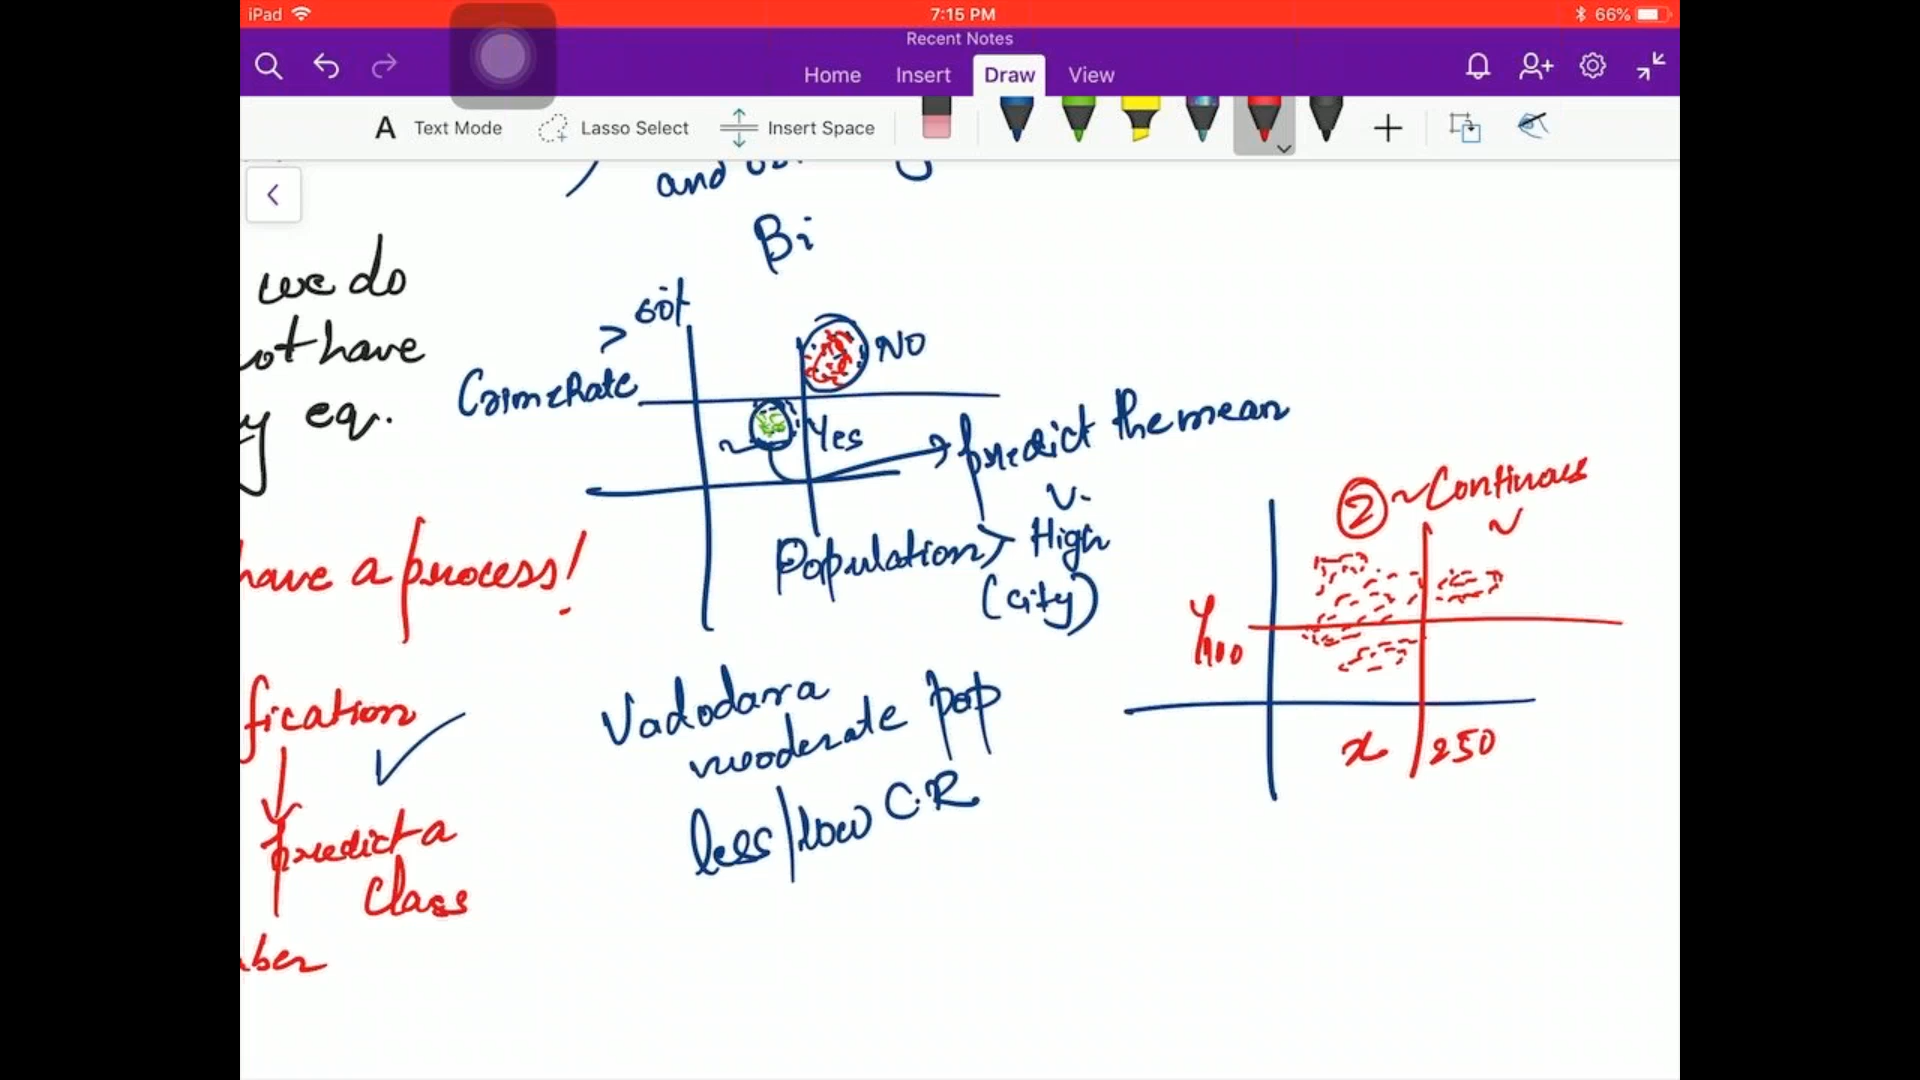 iPad 7:15 PM 66%
Recent Notes
Home Insert Draw View
A Text Mode Lasso Select Insert Space
and
Bi
we do
ot have
y eq.
have a process!
fication
predict a
class
ber
> 60%
CrimeRate
NO
Yes
predict the mean
V.
Population > High
(city)
Vadodara
moderate pop
less/low C.R
② ~ Continous
Y
100
x 250